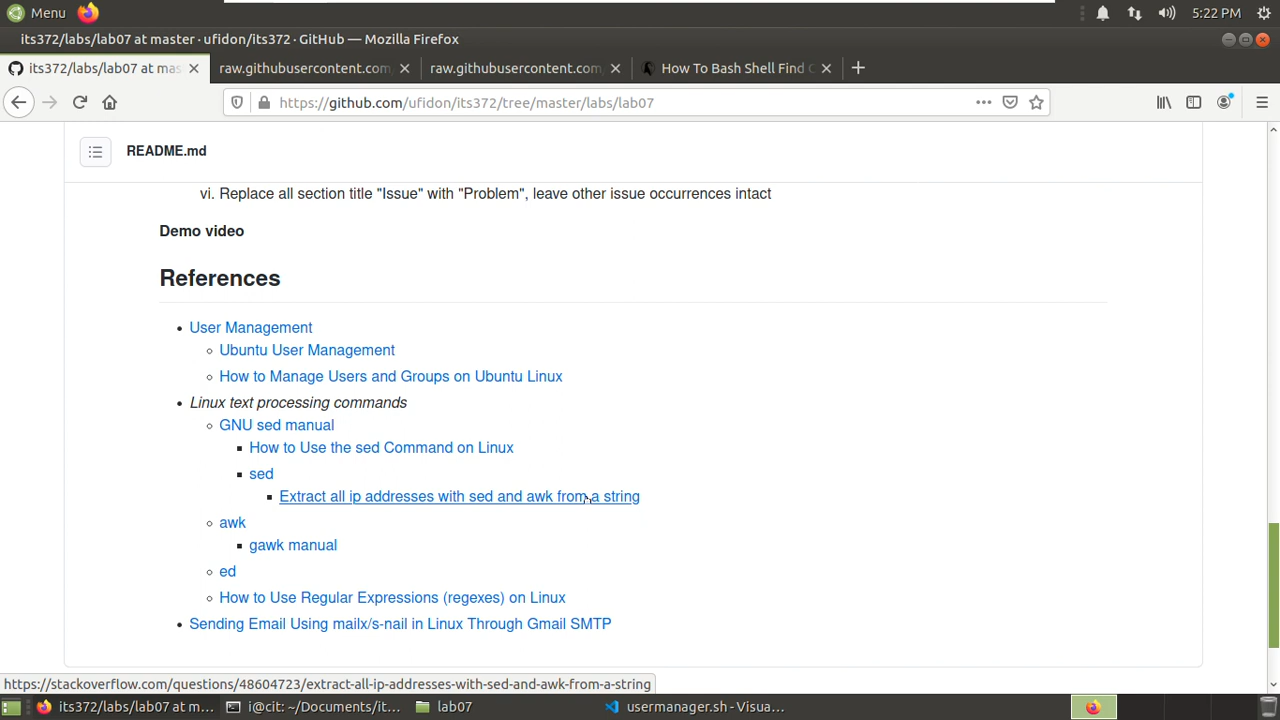 Menu
5:22 PM
its372/labs/lab07 at master · ufidon/its372 · GitHub — Mozilla Firefox
its372/labs/lab07 at mas
raw.githubusercontent.com
raw.githubusercontent.com
How To Bash Shell Find O
https://github.com/ufidon/its372/tree/master/labs/lab07
README.md
vi. Replace all section title "Issue" with "Problem", leave other issue occurrences intact
Demo video
References
User Management
Ubuntu User Management
How to Manage Users and Groups on Ubuntu Linux
Linux text processing commands
GNU sed manual
How to Use the sed Command on Linux
sed
Extract all ip addresses with sed and awk from a string
awk
gawk manual
ed
How to Use Regular Expressions (regexes) on Linux
Sending Email Using mailx/s-nail in Linux Through Gmail SMTP
https://stackoverflow.com/questions/48604723/extract-all-ip-addresses-with-sed-and-awk-from-a-string
its372/labs/lab07 at m...
i@cit: ~/Documents/it...
lab07
usermanager.sh - Visua...